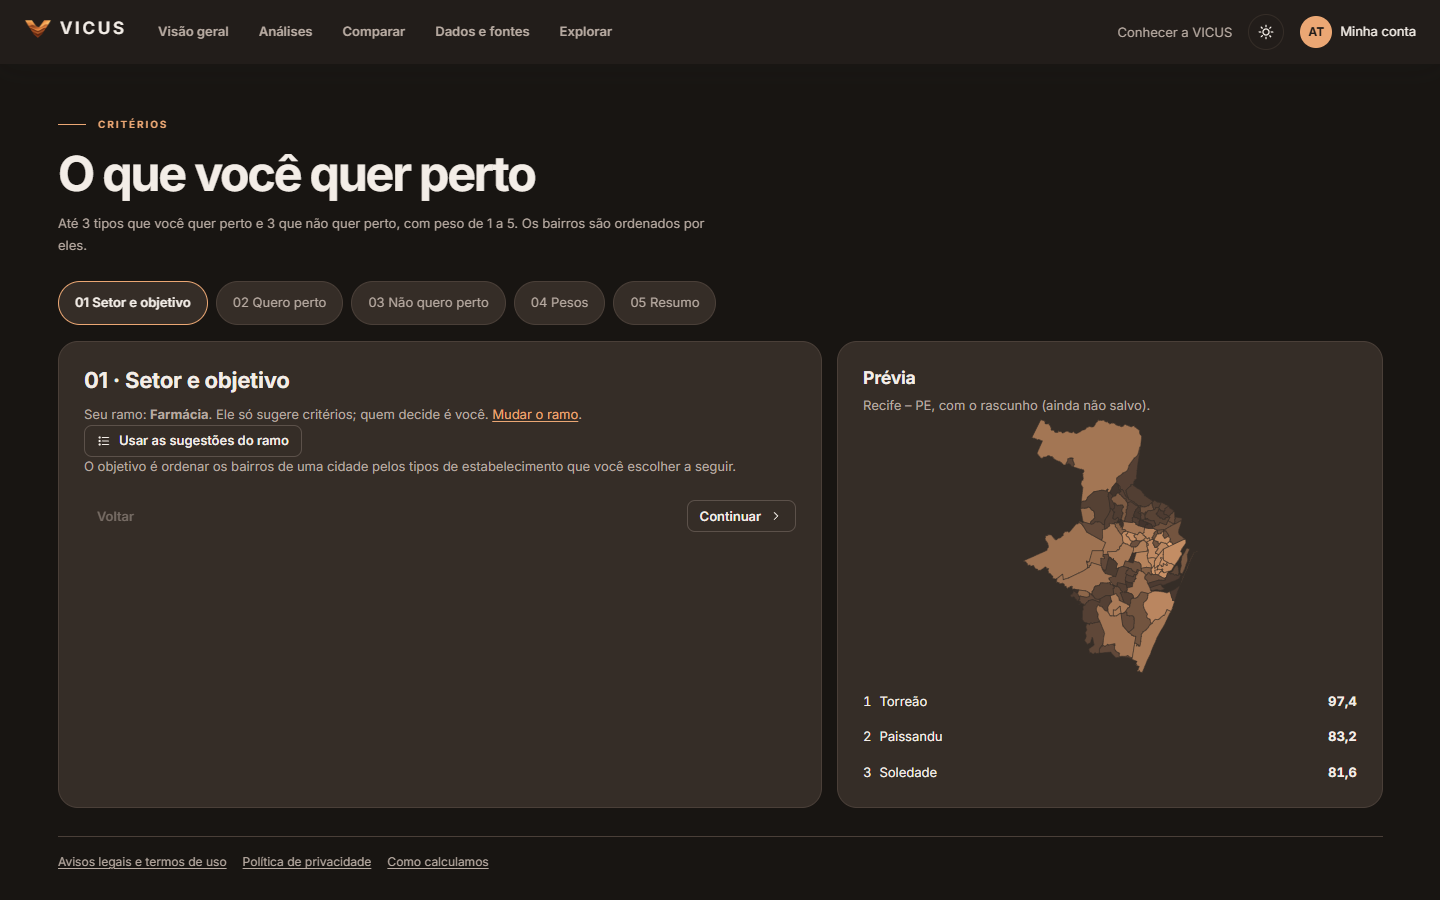 VICUS
Visão geral
Análises
Comparar
Dados e fontes
Explorar
Conhecer a VICUS
AT
Minha conta
CRITÉRIOS
O que você quer perto
Até 3 tipos que você quer perto e 3 que não quer perto, com peso de 1 a 5. Os bairros são ordenados por
eles.
01 Setor e objetivo
02 Quero perto
03 Não quero perto
04 Pesos
05 Resumo
01 · Setor e objetivo
Seu ramo: Farmácia. Ele só sugere critérios; quem decide é você. Mudar o ramo.
Usar as sugestões do ramo
O objetivo é ordenar os bairros de uma cidade pelos tipos de estabelecimento que você escolher a seguir.
Voltar
Continuar
Prévia
Recife – PE, com o rascunho (ainda não salvo).
1 Torreão 97,4
2 Paissandu 83,2
3 Soledade 81,6
Avisos legais e termos de uso
Política de privacidade
Como calculamos